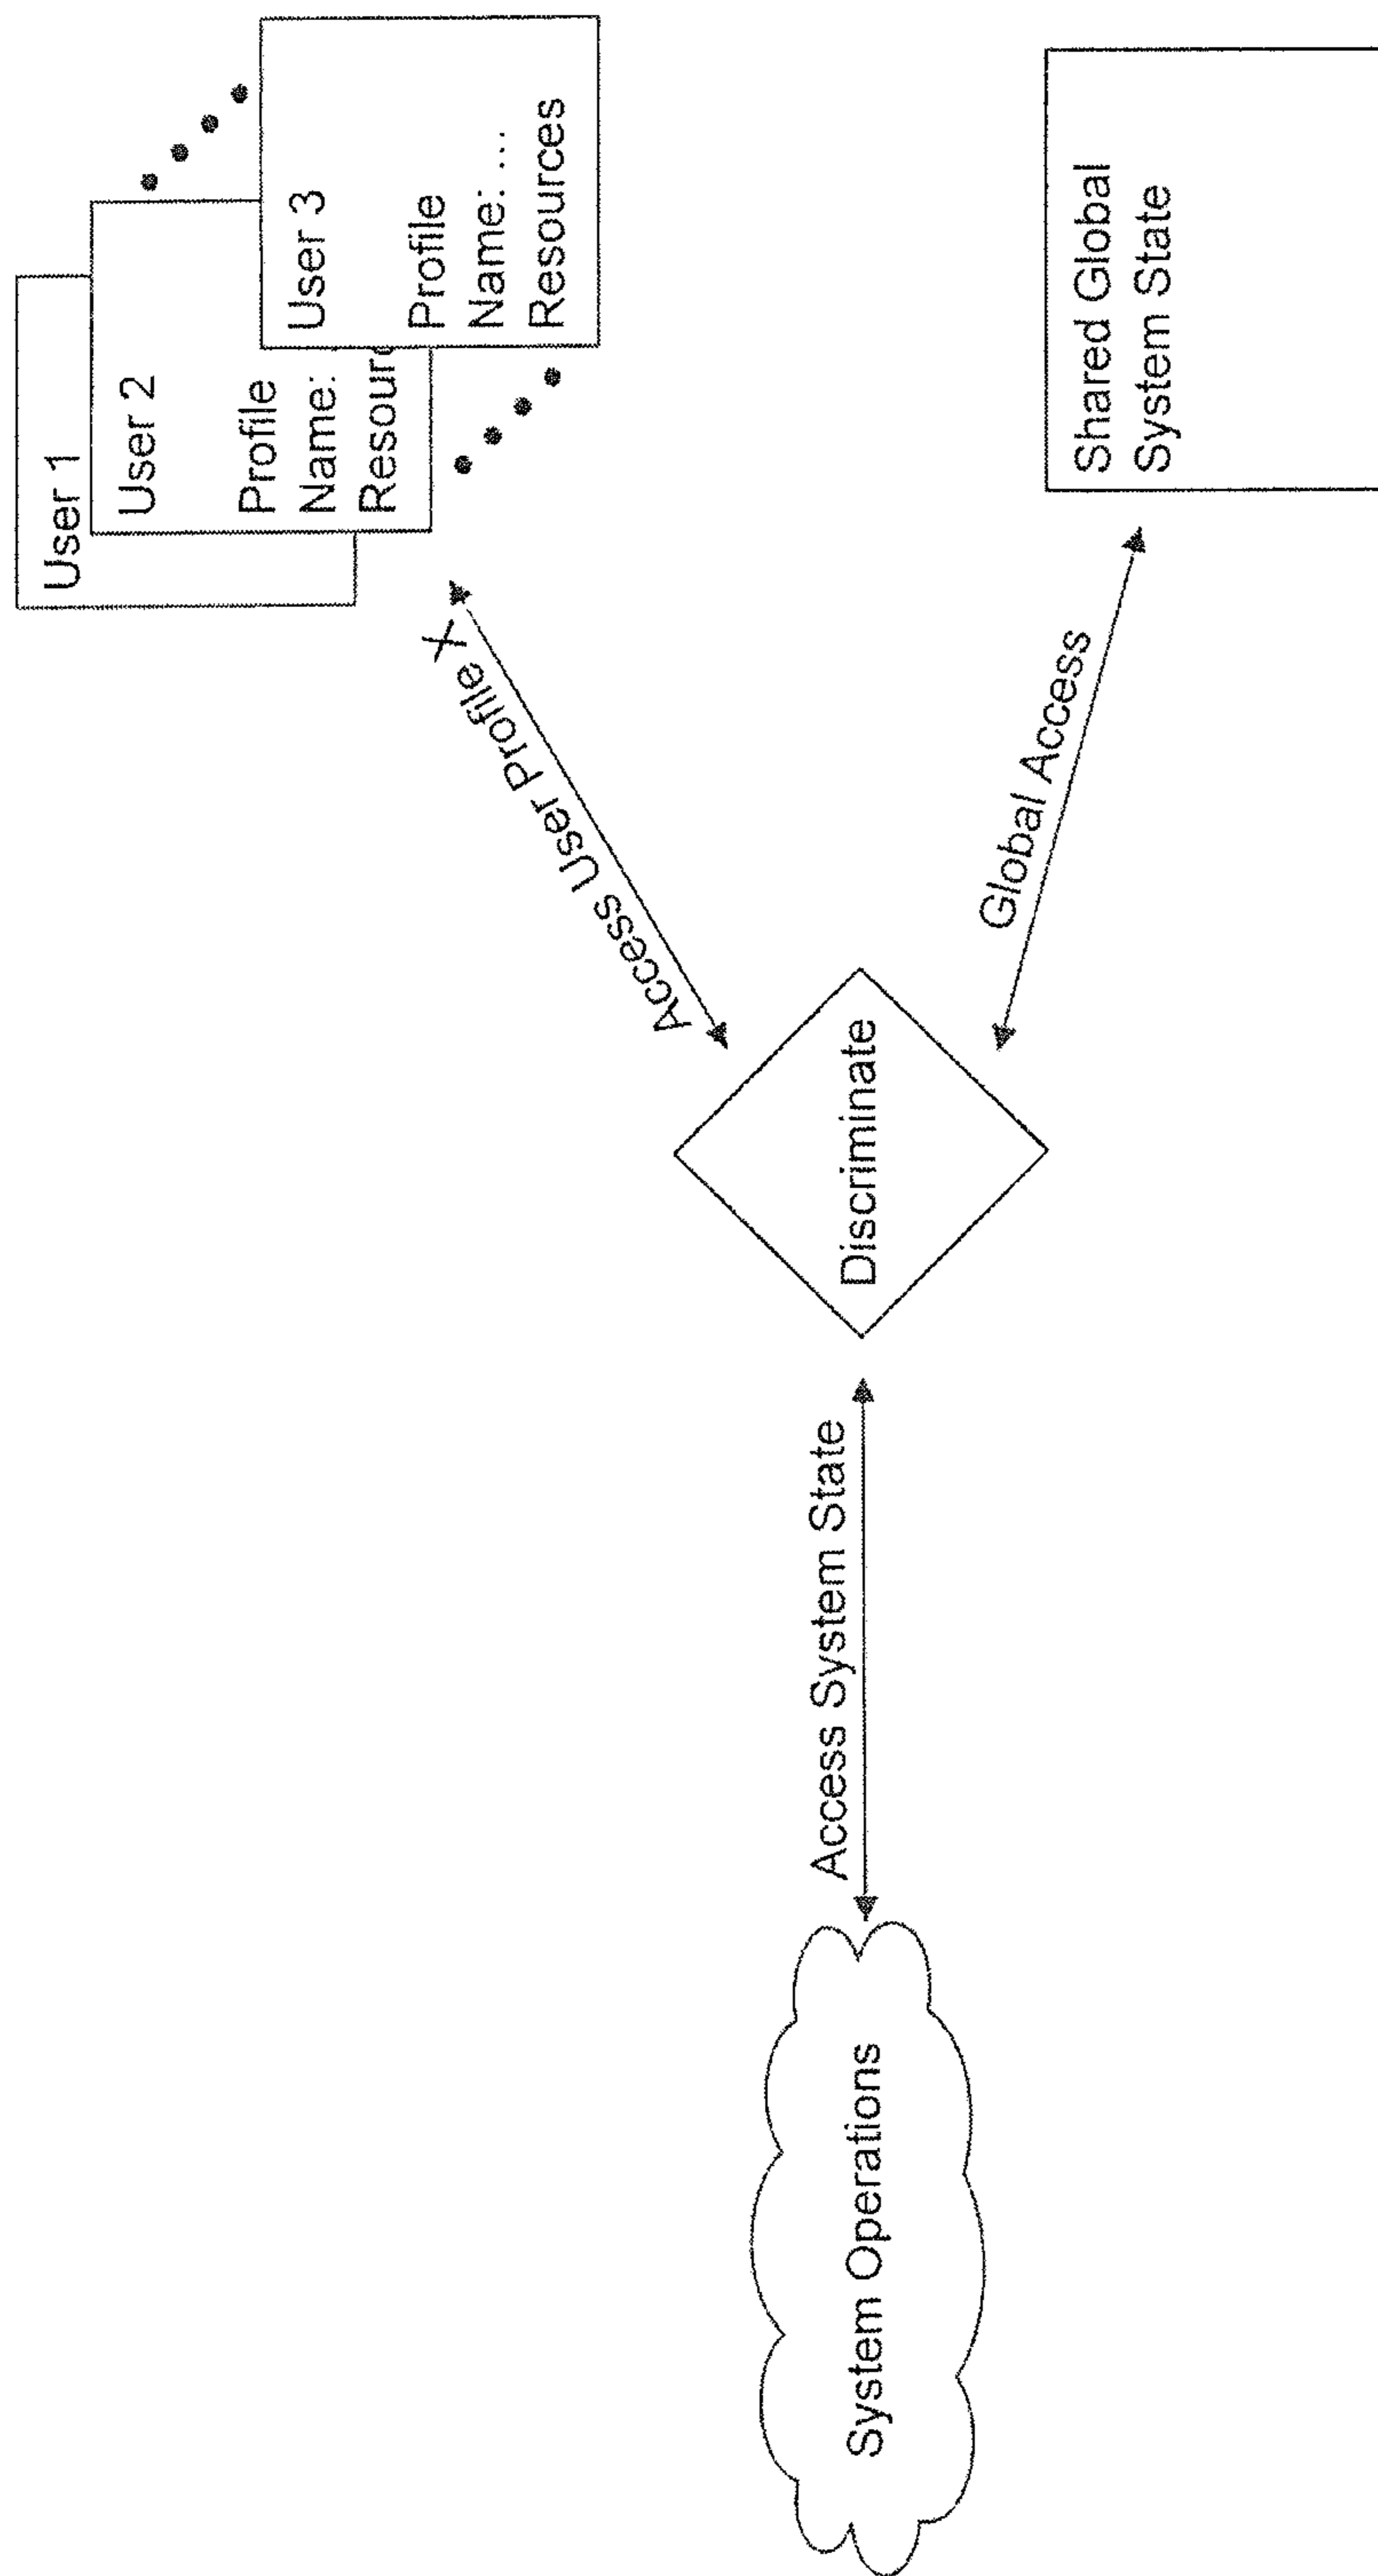 User 1
User 2
Profile
Name:
Resour
User 3
Profile
Name: ...
Resources
Access User Profile X
System Operations
Access System State
Discriminate
Global Access
Shared Global
System State